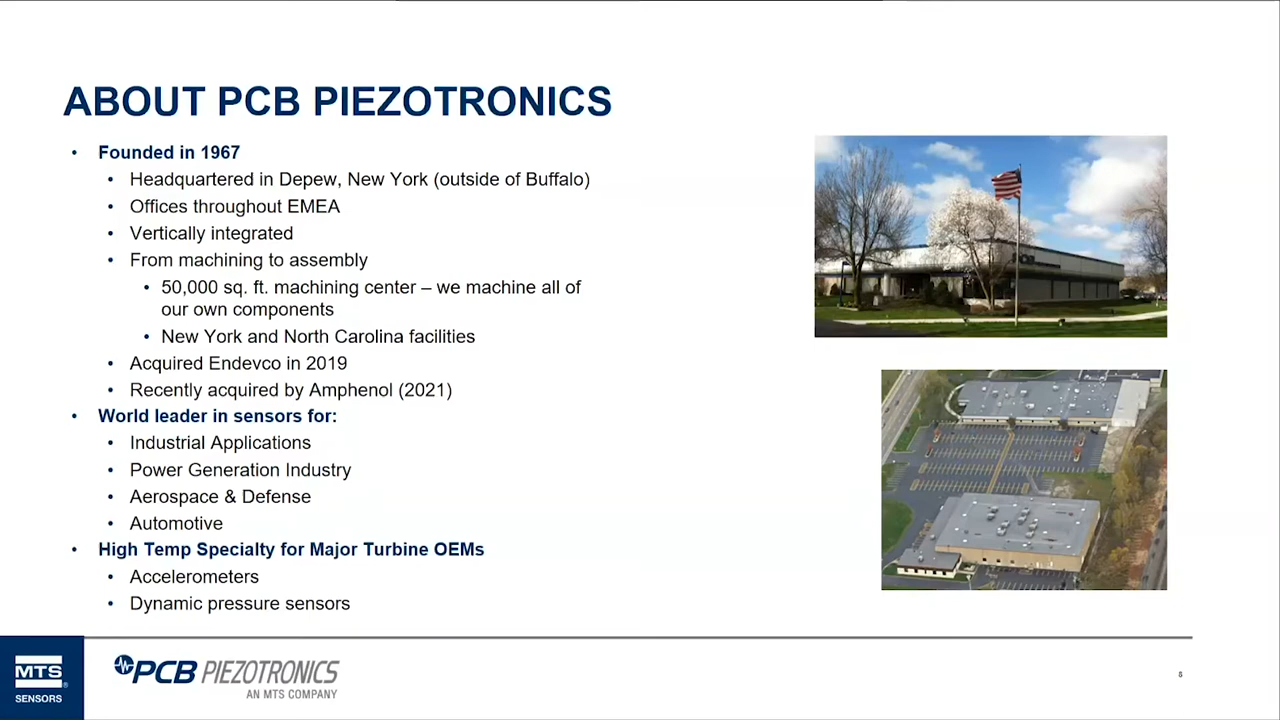 ABOUT PCB PIEZOTRONICS
• Founded in 1967
• Headquartered in Depew, New York (outside of Buffalo)
• Offices throughout EMEA
• Vertically integrated
• From machining to assembly
• 50,000 sq. ft. machining center – we machine all of
our own components
• New York and North Carolina facilities
• Acquired Endevco in 2019
• Recently acquired by Amphenol (2021)
• World leader in sensors for:
• Industrial Applications
• Power Generation Industry
• Aerospace & Defense
• Automotive
• High Temp Specialty for Major Turbine OEMs
• Accelerometers
• Dynamic pressure sensors
MTS
®
SENSORS
PCB PIEZOTRONICS
AN MTS COMPANY